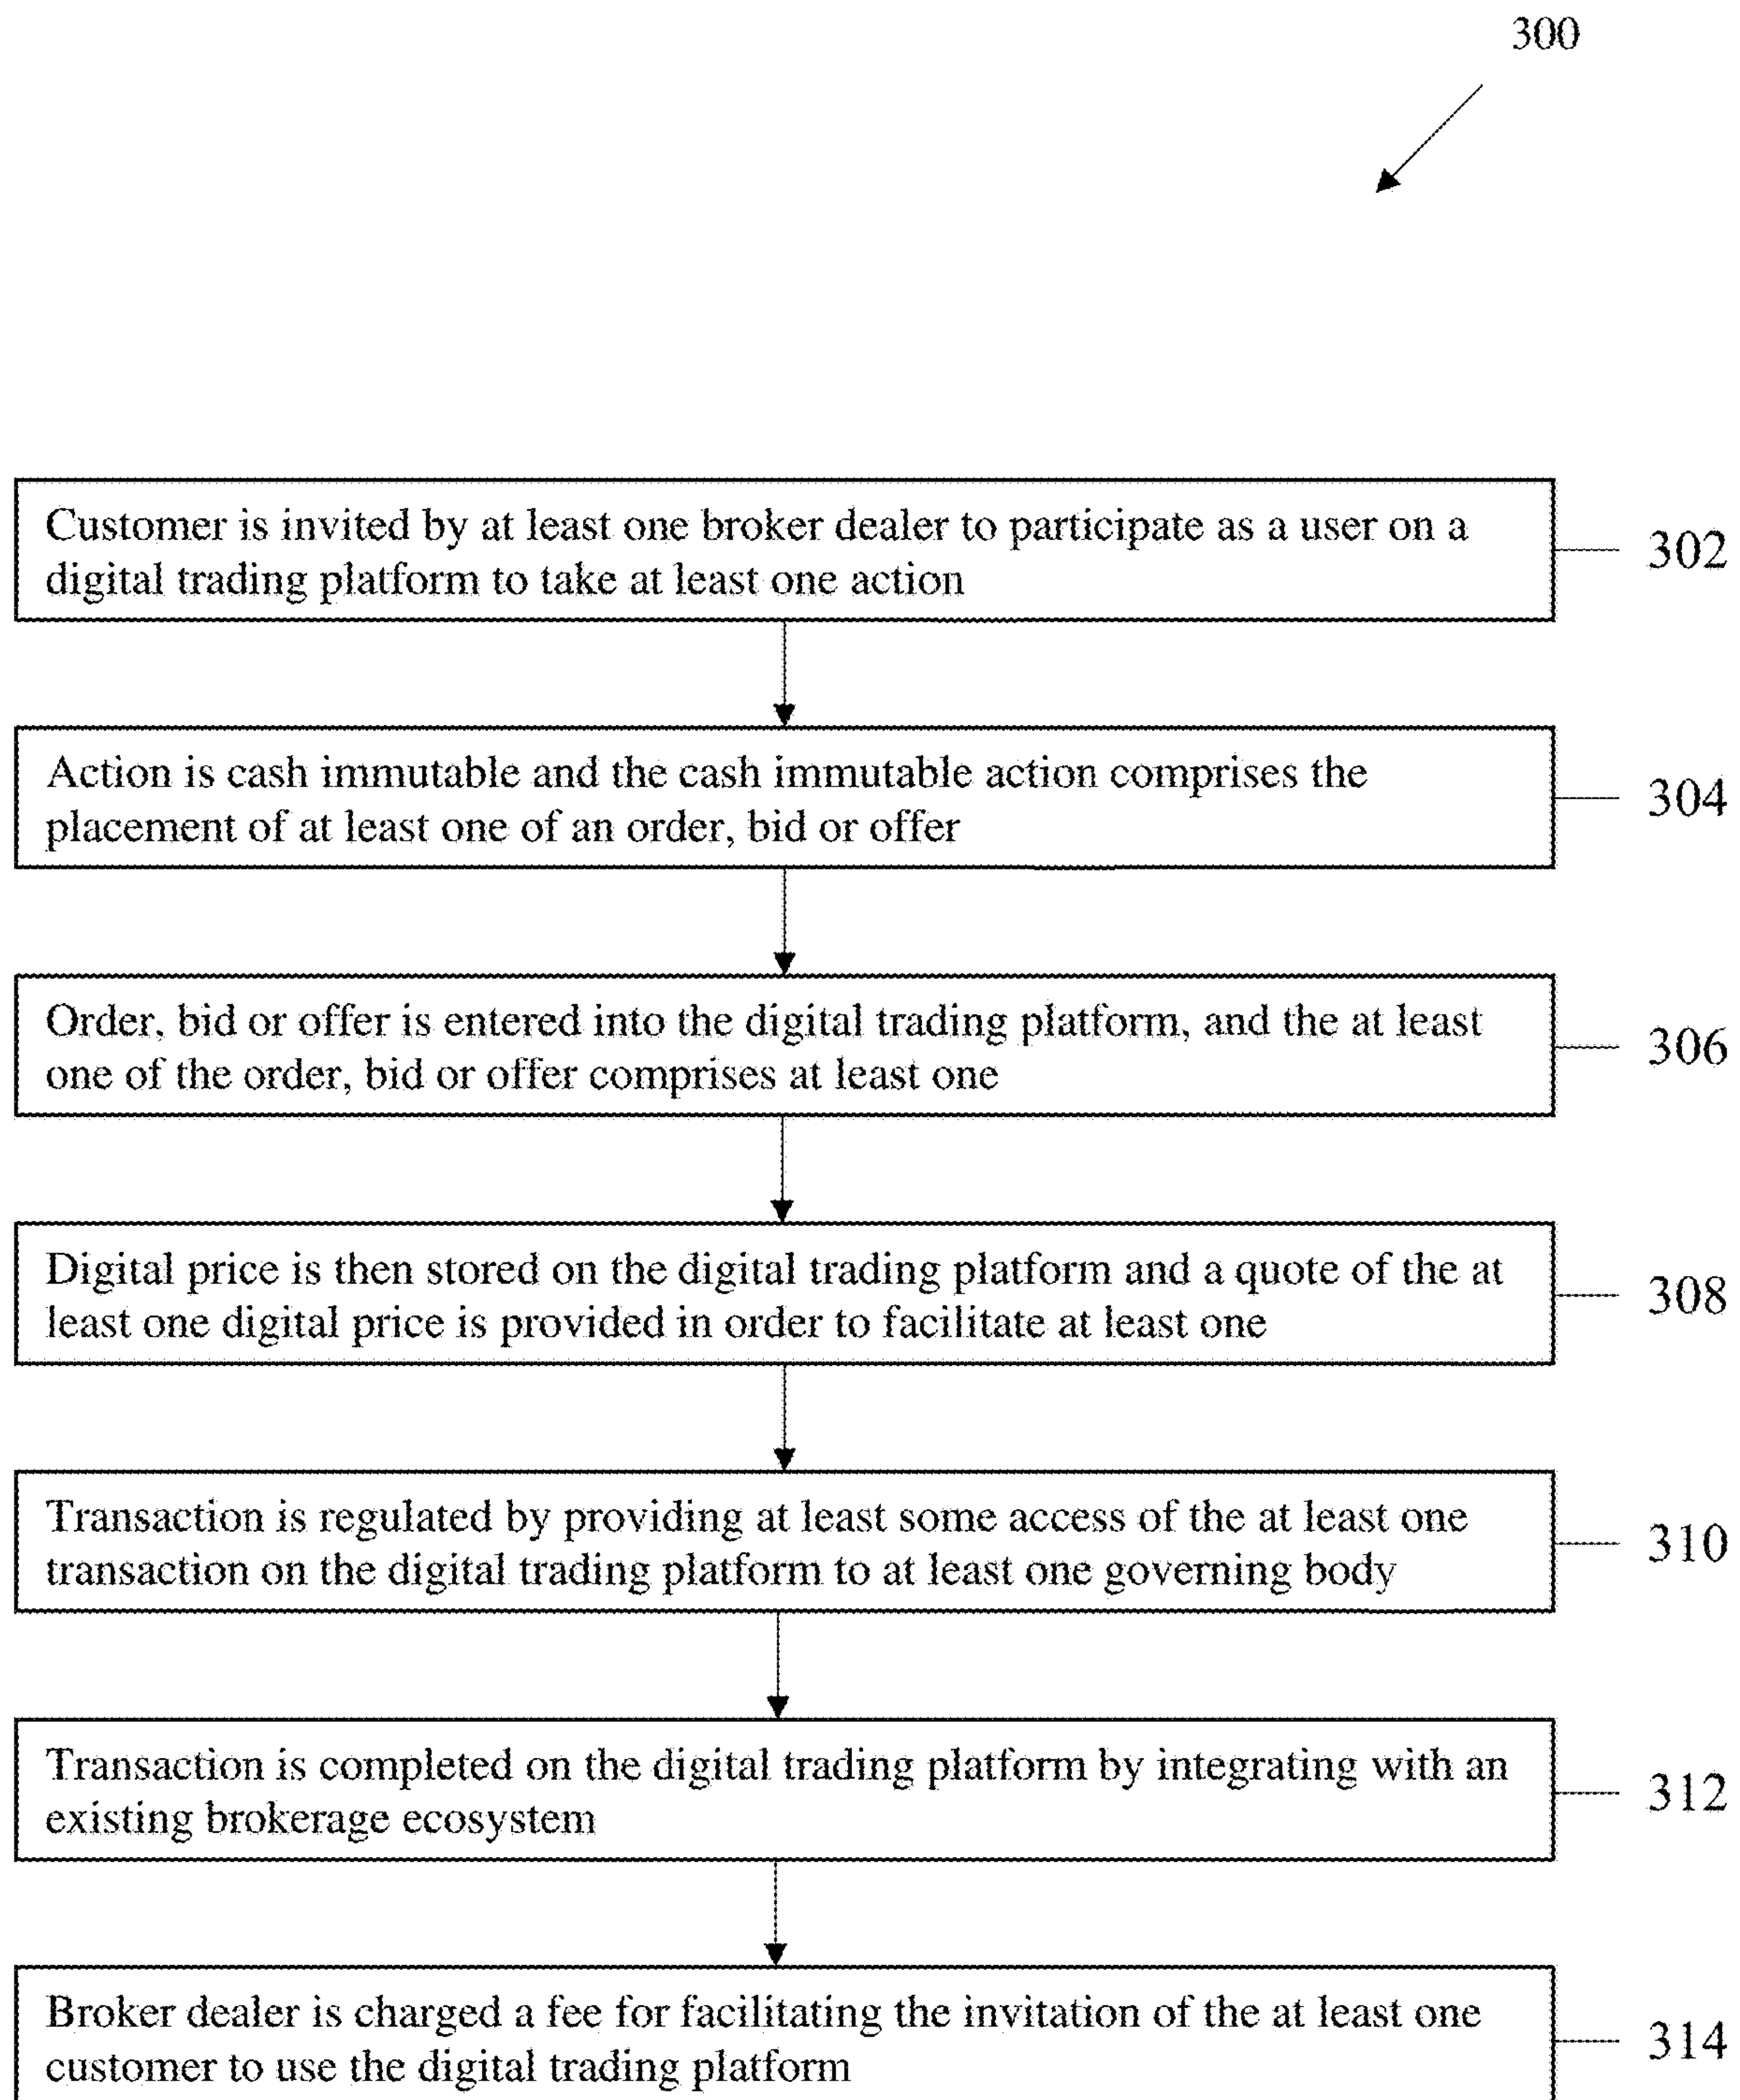 300
Customer is invited by at least one broker dealer to participate as a user on a
digital trading platform to take at least one action
302
Action is cash immutable and the cash immutable action comprises the
placement of at least one of an order, bid or offer
304
Order, bid or offer is entered into the digital trading platform, and the at least
one of the order, bid or offer comprises at least one
306
Digital price is then stored on the digital trading platform and a quote of the at
least one digital price is provided in order to facilitate at least one
308
Transaction is regulated by providing at least some access of the at least one
transaction on the digital trading platform to at least one governing body
310
Transaction is completed on the digital trading platform by integrating with an
existing brokerage ecosystem
312
Broker dealer is charged a fee for facilitating the invitation of the at least one
customer to use the digital trading platform
314